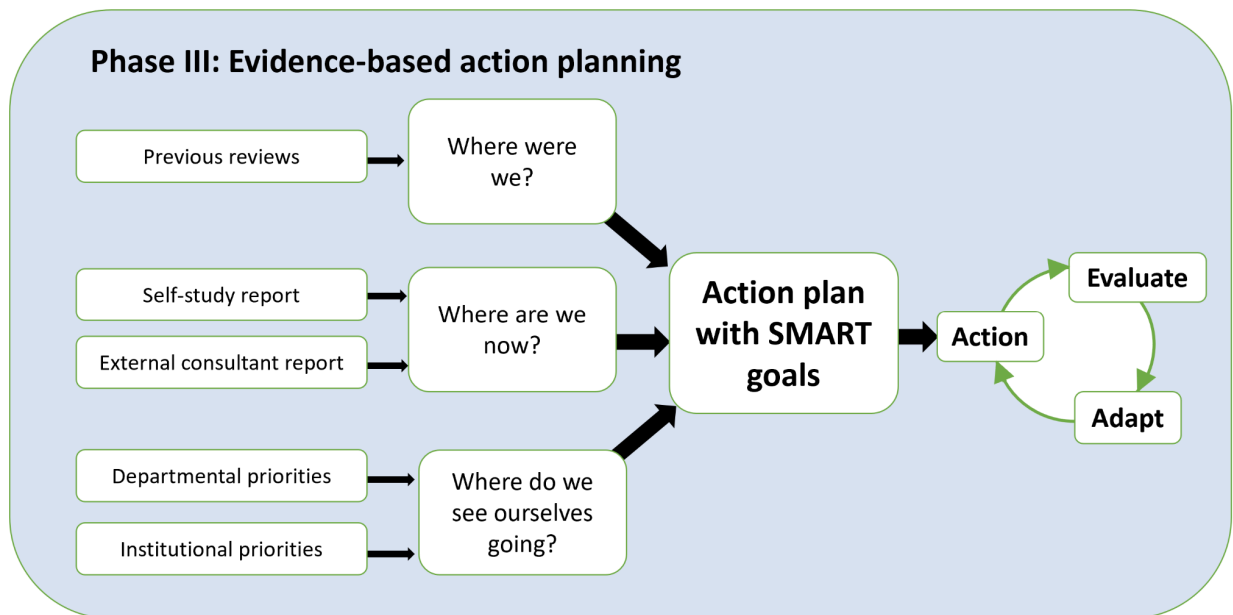 Phase III: Evidence-based action planning
Previous reviews
Where were
we?
Self-study report
External consultant report
Where are we
now?
Departmental priorities
Institutional priorities
Where do we
see ourselves
going?
Action plan
with SMART
goals
Action
Evaluate
Adapt